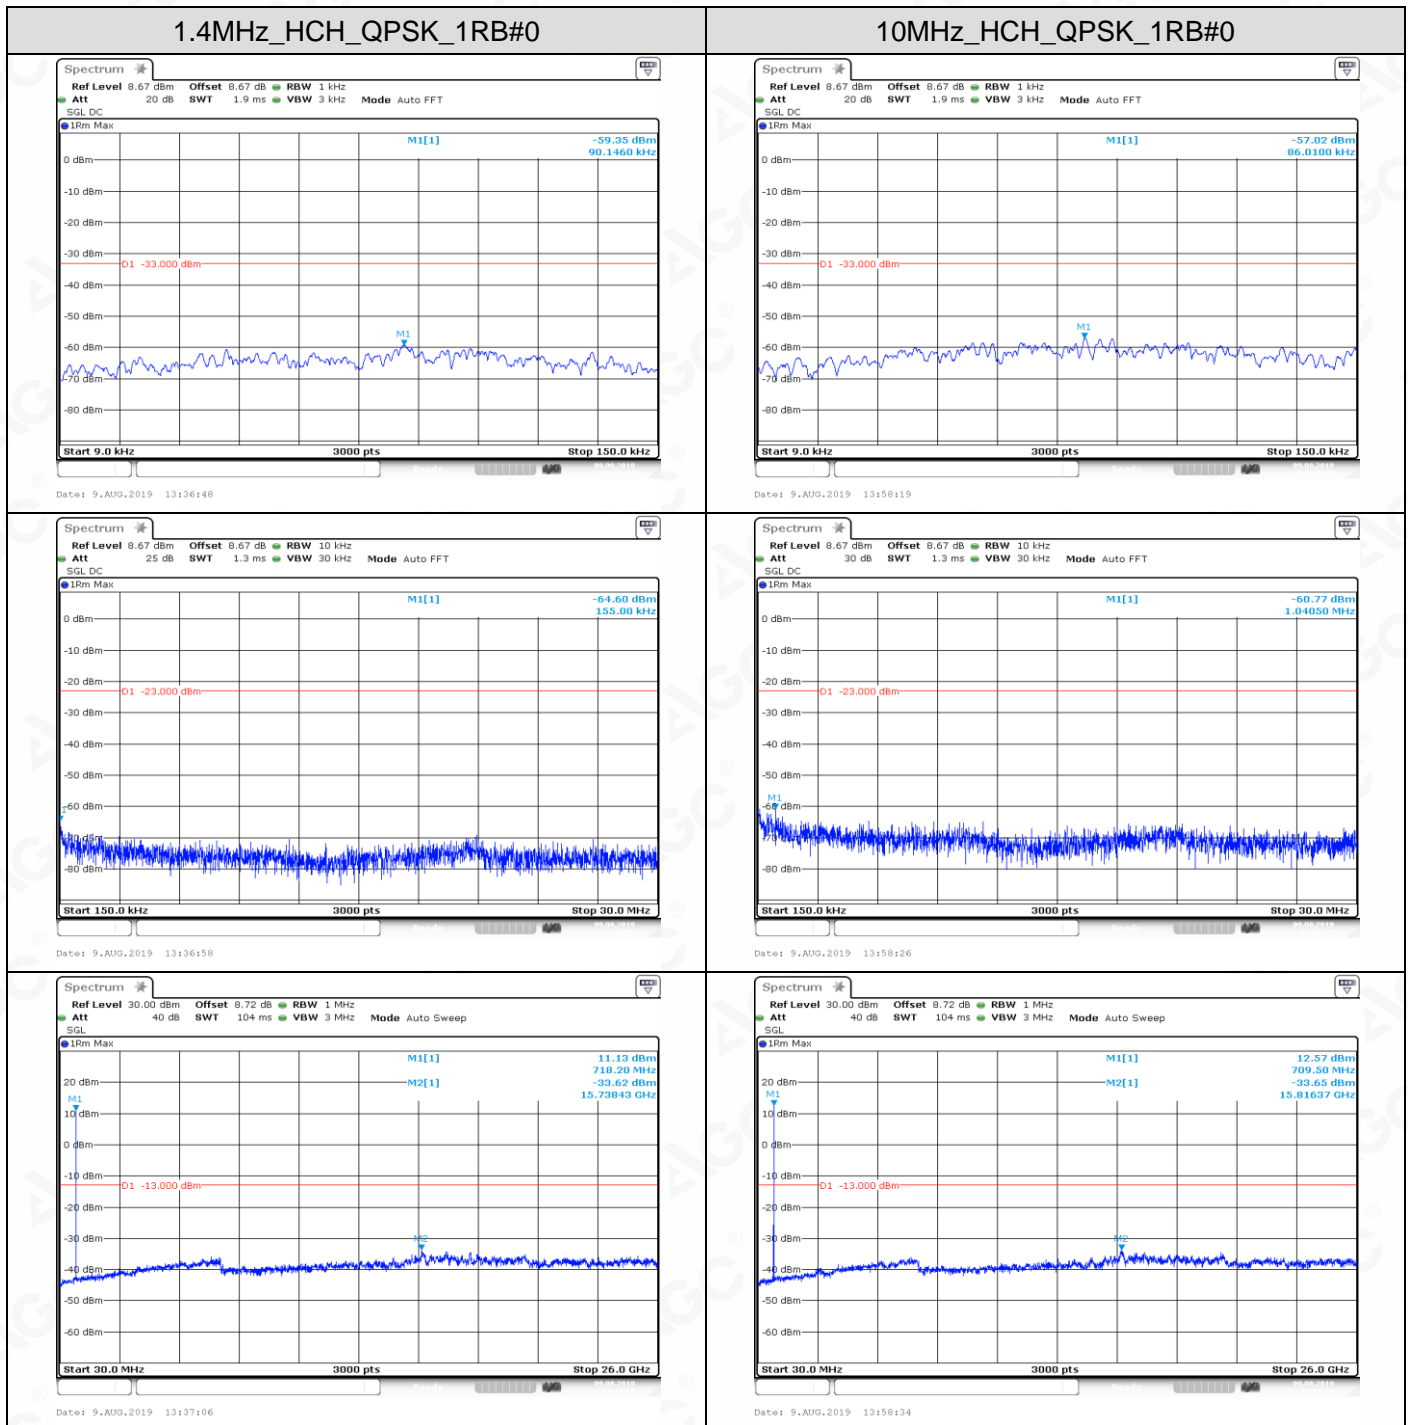 1.4MHz_HCH_QPSK_1RB#0
10MHz_HCH_QPSK_1RB#0
Spectrum
Ref Level 8.67 dBm Offset 8.67 dB RBW 1 kHz
Att 20 dB SWT 1.9 ms VBW 3 kHz Mode Auto FFT
SGL DC
1Rm Max
M1[1] -59.35 dBm
90.1460 kHz
0 dBm
-10 dBm
-20 dBm
-30 dBm
D1 -33.000 dBm
-40 dBm
-50 dBm
M1
-60 dBm
-70 dBm
-80 dBm
Start 9.0 kHz 3000 pts Stop 150.0 kHz
Ready 09.08.2019
Date: 9.AUG.2019 13:36:48
Spectrum
Ref Level 8.67 dBm Offset 8.67 dB RBW 1 kHz
Att 20 dB SWT 1.9 ms VBW 3 kHz Mode Auto FFT
SGL DC
1Rm Max
M1[1] -57.02 dBm
86.0100 kHz
0 dBm
-10 dBm
-20 dBm
-30 dBm
D1 -33.000 dBm
-40 dBm
-50 dBm
M1
-60 dBm
-70 dBm
-80 dBm
Start 9.0 kHz 3000 pts Stop 150.0 kHz
Ready 09.08.2019
Date: 9.AUG.2019 13:58:19
Spectrum
Ref Level 8.67 dBm Offset 8.67 dB RBW 10 kHz
Att 25 dB SWT 1.3 ms VBW 30 kHz Mode Auto FFT
SGL DC
1Rm Max
M1[1] -64.60 dBm
155.00 kHz
0 dBm
-10 dBm
-20 dBm
D1 -23.000 dBm
-30 dBm
-40 dBm
-50 dBm
-60 dBm
-70 dBm
-80 dBm
Start 150.0 kHz 3000 pts Stop 30.0 MHz
Date: 9.AUG.2019 13:36:58
Spectrum
Ref Level 8.67 dBm Offset 8.67 dB RBW 10 kHz
Att 30 dB SWT 1.3 ms VBW 30 kHz Mode Auto FFT
SGL DC
1Rm Max
M1[1] -60.77 dBm
1.04050 MHz
0 dBm
-10 dBm
-20 dBm
D1 -23.000 dBm
-30 dBm
-40 dBm
-50 dBm
M1
-60 dBm
-70 dBm
-80 dBm
Start 150.0 kHz 3000 pts Stop 30.0 MHz
Date: 9.AUG.2019 13:58:26
Spectrum
Ref Level 30.00 dBm Offset 8.72 dB RBW 1 MHz
Att 40 dB SWT 104 ms VBW 3 MHz Mode Auto Sweep
SGL
1Rm Max
M1[1] 11.13 dBm
718.20 MHz
20 dBm
M2[1] -33.62 dBm
15.73843 GHz
M1
10 dBm
0 dBm
-10 dBm
D1 -13.000 dBm
-20 dBm
-30 dBm
M2
-40 dBm
-50 dBm
-60 dBm
Start 30.0 MHz 3000 pts Stop 26.0 GHz
Date: 9.AUG.2019 13:37:06
Spectrum
Ref Level 30.00 dBm Offset 8.72 dB RBW 1 MHz
Att 40 dB SWT 104 ms VBW 3 MHz Mode Auto Sweep
SGL
1Rm Max
M1[1] 12.57 dBm
709.50 MHz
20 dBm
M2[1] -33.65 dBm
15.81637 GHz
M1
10 dBm
0 dBm
-10 dBm
D1 -13.000 dBm
-20 dBm
-30 dBm
M2
-40 dBm
-50 dBm
-60 dBm
Start 30.0 MHz 3000 pts Stop 26.0 GHz
Date: 9.AUG.2019 13:58:34